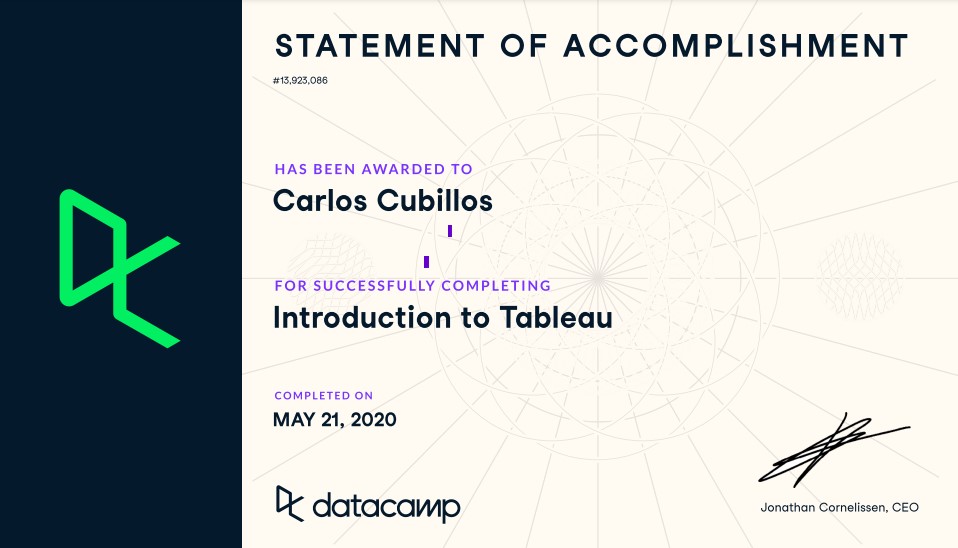 STATEMENT OF ACCOMPLISHMENT
#13,923,086
HAS BEEN AWARDED TO
Carlos Cubillos
FOR SUCCESSFULLY COMPLETING
Introduction to Tableau
COMPLETED ON
MAY 21, 2020
datacamp
Jonathan Cornelissen, CEO